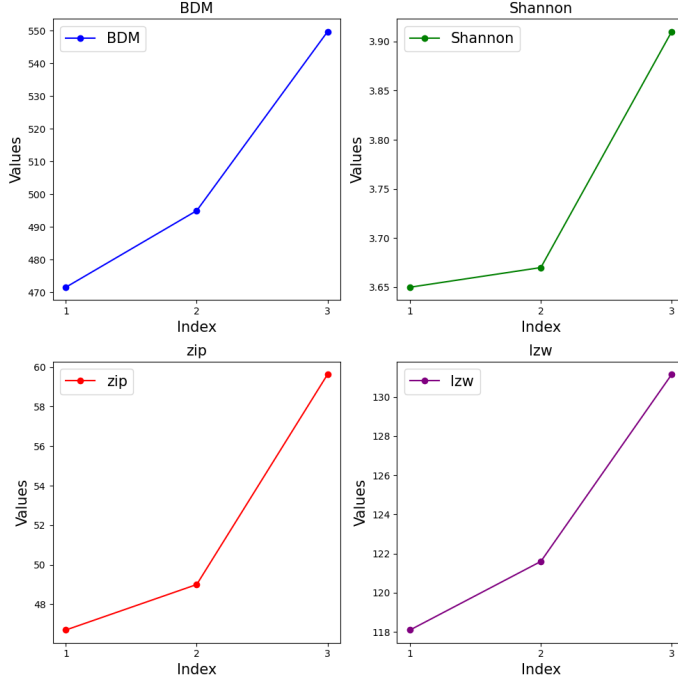 BDM
BDM
Values
550
540
530
520
510
500
490
480
470
1 2 3
Index
Shannon
Shannon
Values
3.90
3.85
3.80
3.75
3.70
3.65
1 2 3
Index
zip
zip
Values
60
58
56
54
52
50
48
1 2 3
Index
lzw
lzw
Values
130
128
126
124
122
120
118
1 2 3
Index